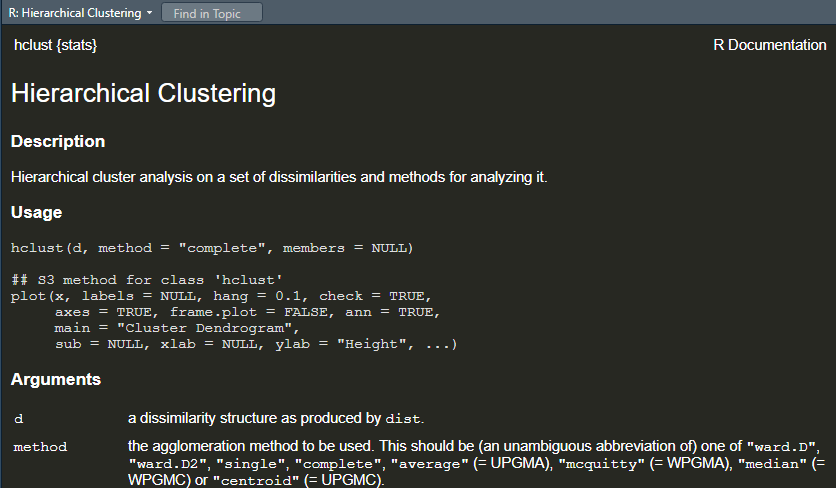 R: Hierarchical Clustering Find in Topic
hclust {stats} R Documentation
Hierarchical Clustering
Description
Hierarchical cluster analysis on a set of dissimilarities and methods for analyzing it.
Usage
hclust(d, method = "complete", members = NULL)
## S3 method for class 'hclust'
plot(x, labels = NULL, hang = 0.1, check = TRUE,
     axes = TRUE, frame.plot = FALSE, ann = TRUE,
     main = "Cluster Dendrogram",
     sub = NULL, xlab = NULL, ylab = "Height", ...)
Arguments
d a dissimilarity structure as produced by dist.
method the agglomeration method to be used. This should be (an unambiguous abbreviation of) one of "ward.D",
"ward.D2", "single", "complete", "average" (= UPGMA), "mcquitty" (= WPGMA), "median" (=
WPGMC) or "centroid" (= UPGMC).